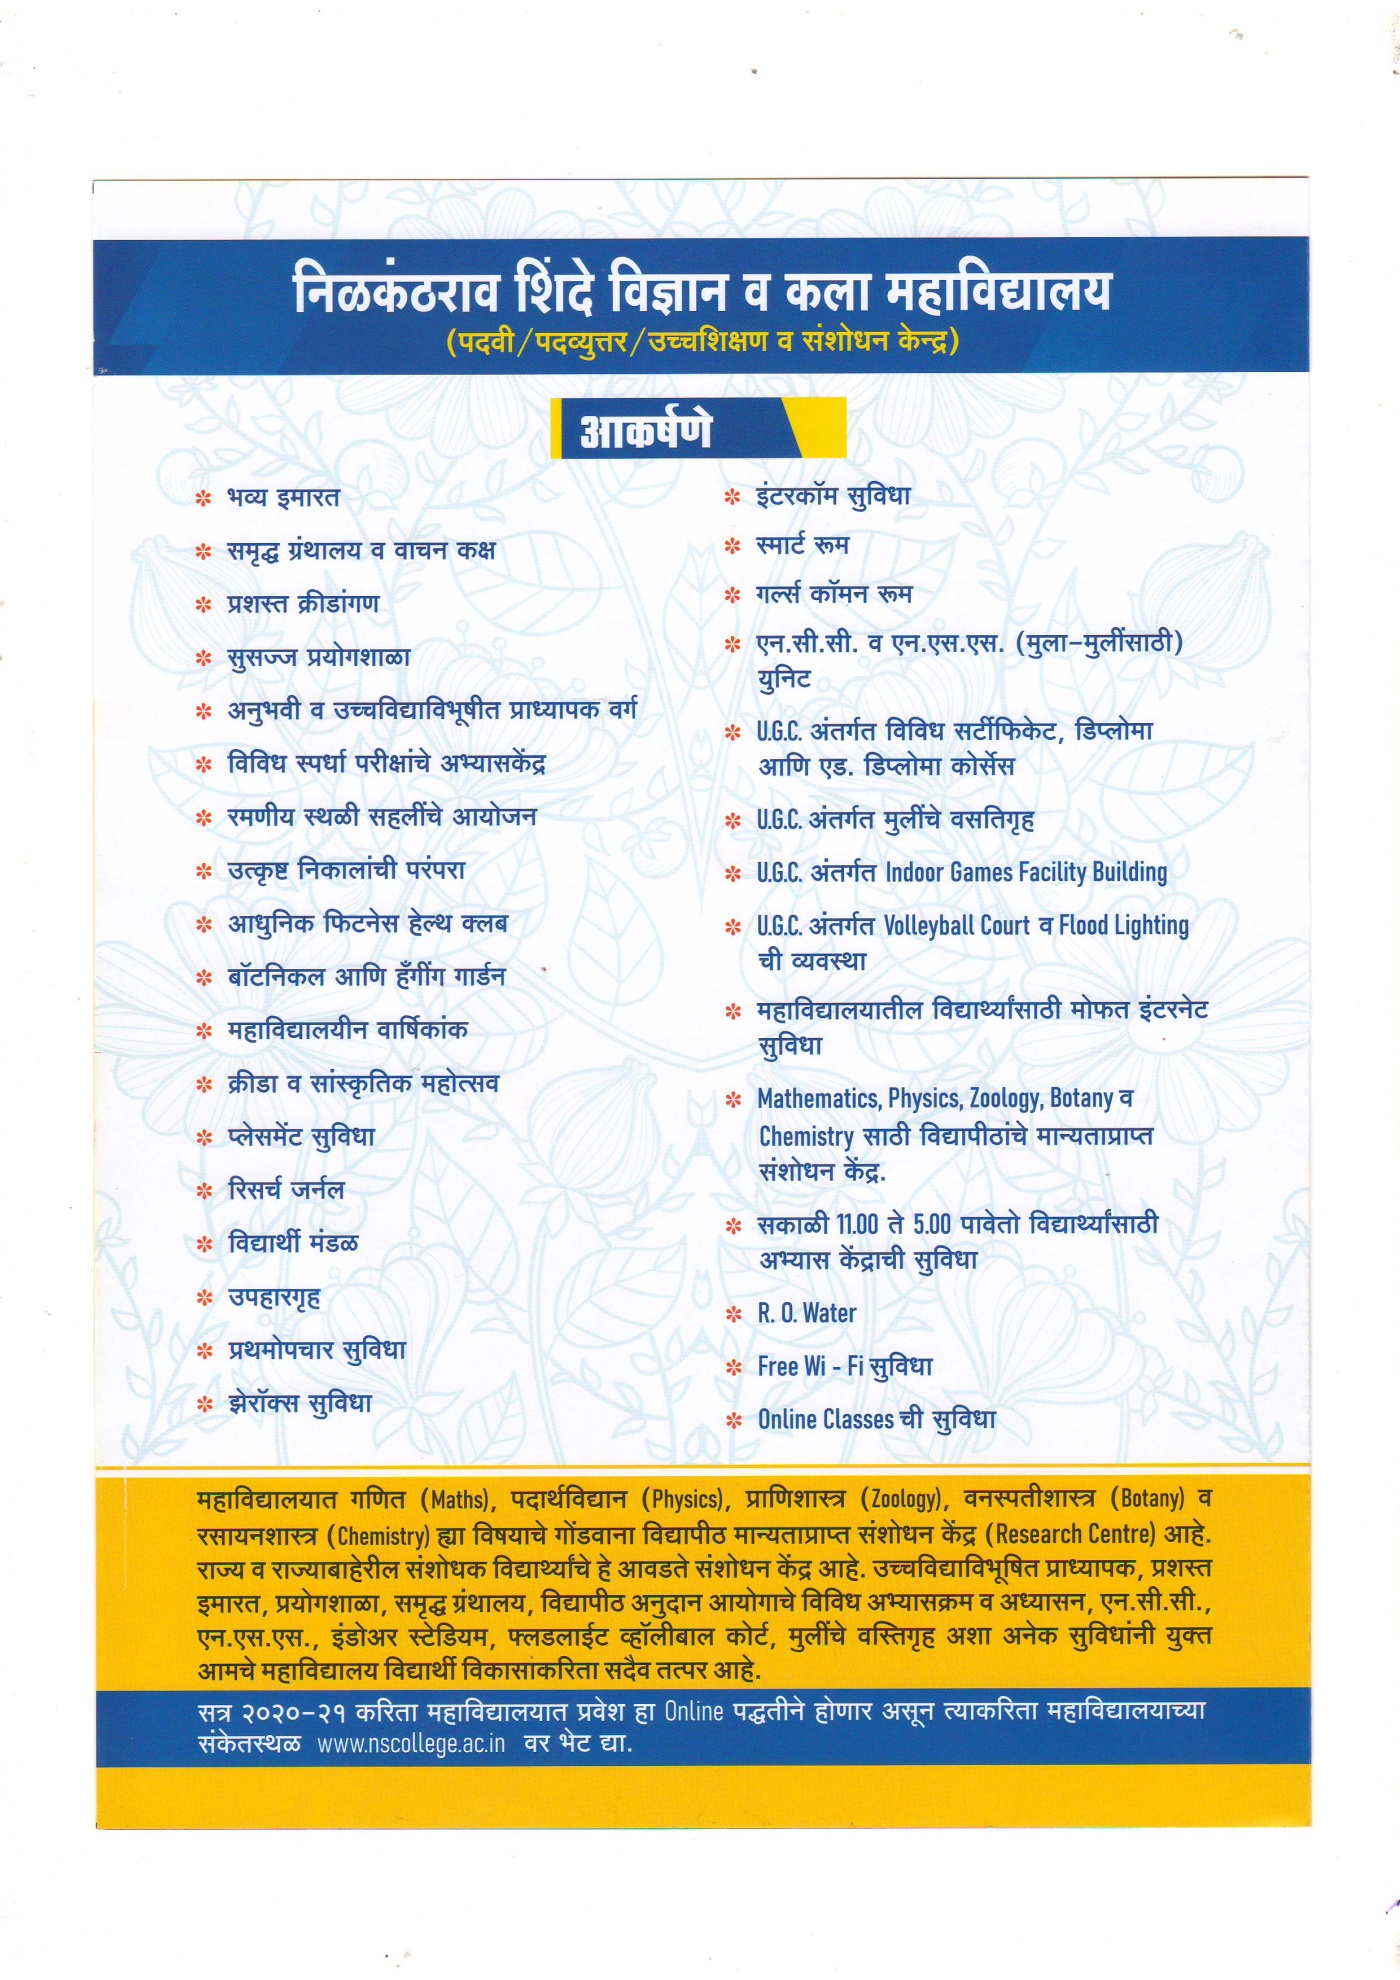 निळकंठराव शिंदे विज्ञान व कला महाविद्यालय
(पदवी/पदव्युत्तर/उच्चशिक्षण व संशोधन केन्द्र)
आकर्षणे
✻ भव्य इमारत
✻ समृद्ध ग्रंथालय व वाचन कक्ष
✻ प्रशस्त क्रीडांगण
✻ सुसज्ज प्रयोगशाळा
✻ अनुभवी व उच्चविद्याविभूषीत प्राध्यापक वर्ग
✻ विविध स्पर्धा परीक्षांचे अभ्यासकेंद्र
✻ रमणीय स्थळी सहलींचे आयोजन
✻ उत्कृष्ट निकालांची परंपरा
✻ आधुनिक फिटनेस हेल्थ क्लब
✻ बॉटनिकल आणि हँगींग गार्डन
✻ महाविद्यालयीन वार्षिकांक
✻ क्रीडा व सांस्कृतिक महोत्सव
✻ प्लेसमेंट सुविधा
✻ रिसर्च जर्नल
✻ विद्यार्थी मंडळ
✻ उपहारगृह
✻ प्रथमोपचार सुविधा
✻ झेरॉक्स सुविधा
✻ इंटरकॉम सुविधा
✻ स्मार्ट रूम
✻ गर्ल्स कॉमन रूम
✻ एन.सी.सी. व एन.एस.एस. (मुला-मुलींसाठी)
युनिट
✻ U.G.C. अंतर्गत विविध सर्टीफिकेट, डिप्लोमा
आणि एड. डिप्लोमा कोर्सेस
✻ U.G.C. अंतर्गत मुलींचे वसतिगृह
✻ U.G.C. अंतर्गत Indoor Games Facility Building
✻ U.G.C. अंतर्गत Volleyball Court व Flood Lighting
ची व्यवस्था
✻ महाविद्यालयातील विद्यार्थ्यांसाठी मोफत इंटरनेट
सुविधा
✻ Mathematics, Physics, Zoology, Botany व
Chemistry साठी विद्यापीठांचे मान्यताप्राप्त
संशोधन केंद्र.
✻ सकाळी 11.00 ते 5.00 पावेतो विद्यार्थ्यांसाठी
अभ्यास केंद्राची सुविधा
✻ R. O. Water
✻ Free Wi - Fi सुविधा
✻ Online Classes ची सुविधा
महाविद्यालयात गणित (Maths), पदार्थविद्यान (Physics), प्राणिशास्त्र (Zoology), वनस्पतीशास्त्र (Botany) व
रसायनशास्त्र (Chemistry) ह्या विषयाचे गोंडवाना विद्यापीठ मान्यताप्राप्त संशोधन केंद्र (Research Centre) आहे.
राज्य व राज्याबाहेरील संशोधक विद्यार्थ्यांचे हे आवडते संशोधन केंद्र आहे. उच्चविद्याविभूषित प्राध्यापक, प्रशस्त
इमारत, प्रयोगशाळा, समृद्ध ग्रंथालय, विद्यापीठ अनुदान आयोगाचे विविध अभ्यासक्रम व अध्यासन, एन.सी.सी.,
एन.एस.एस., इंडोअर स्टेडियम, फ्लडलाईट व्हॉलीबाल कोर्ट, मुलींचे वस्तिगृह अशा अनेक सुविधांनी युक्त
आमचे महाविद्यालय विद्यार्थी विकासाकरिता सदैव तत्पर आहे.
सत्र २०२०-२१ करिता महाविद्यालयात प्रवेश हा Online पद्धतीने होणार असून त्याकरिता महाविद्यालयाच्या
संकेतस्थळ www.nscollege.ac.in वर भेट द्या.